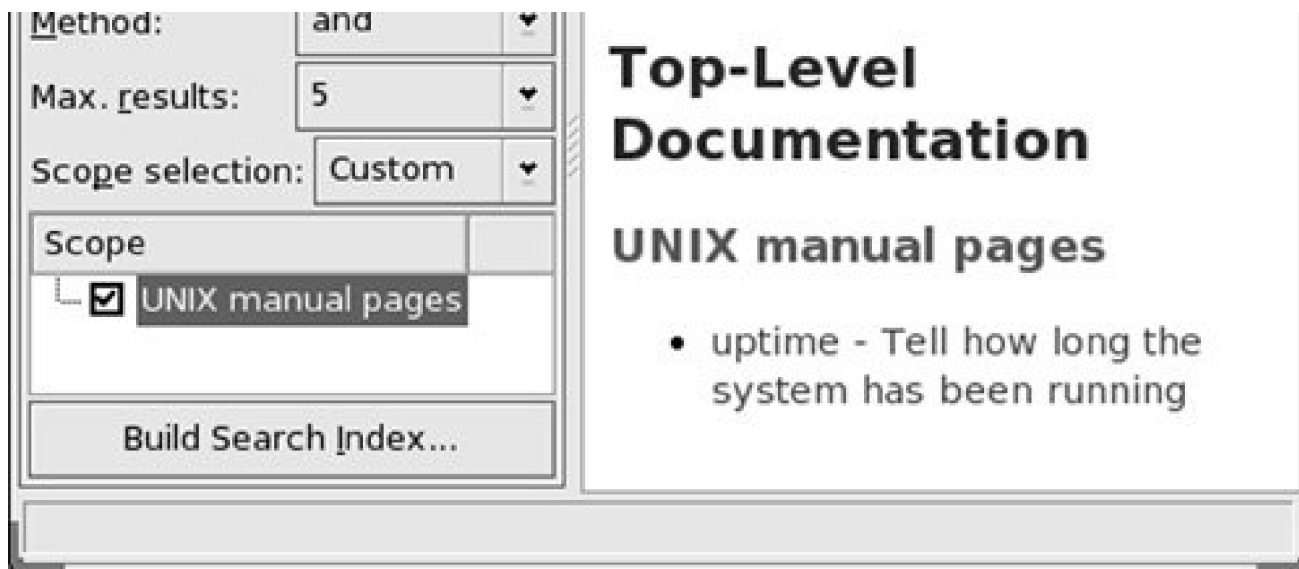 Method: and
Max. results: 5
Scope selection: Custom
Scope
UNIX manual pages
Build Search Index...
Top-Level
Documentation
UNIX manual pages
• uptime - Tell how long the
system has been running